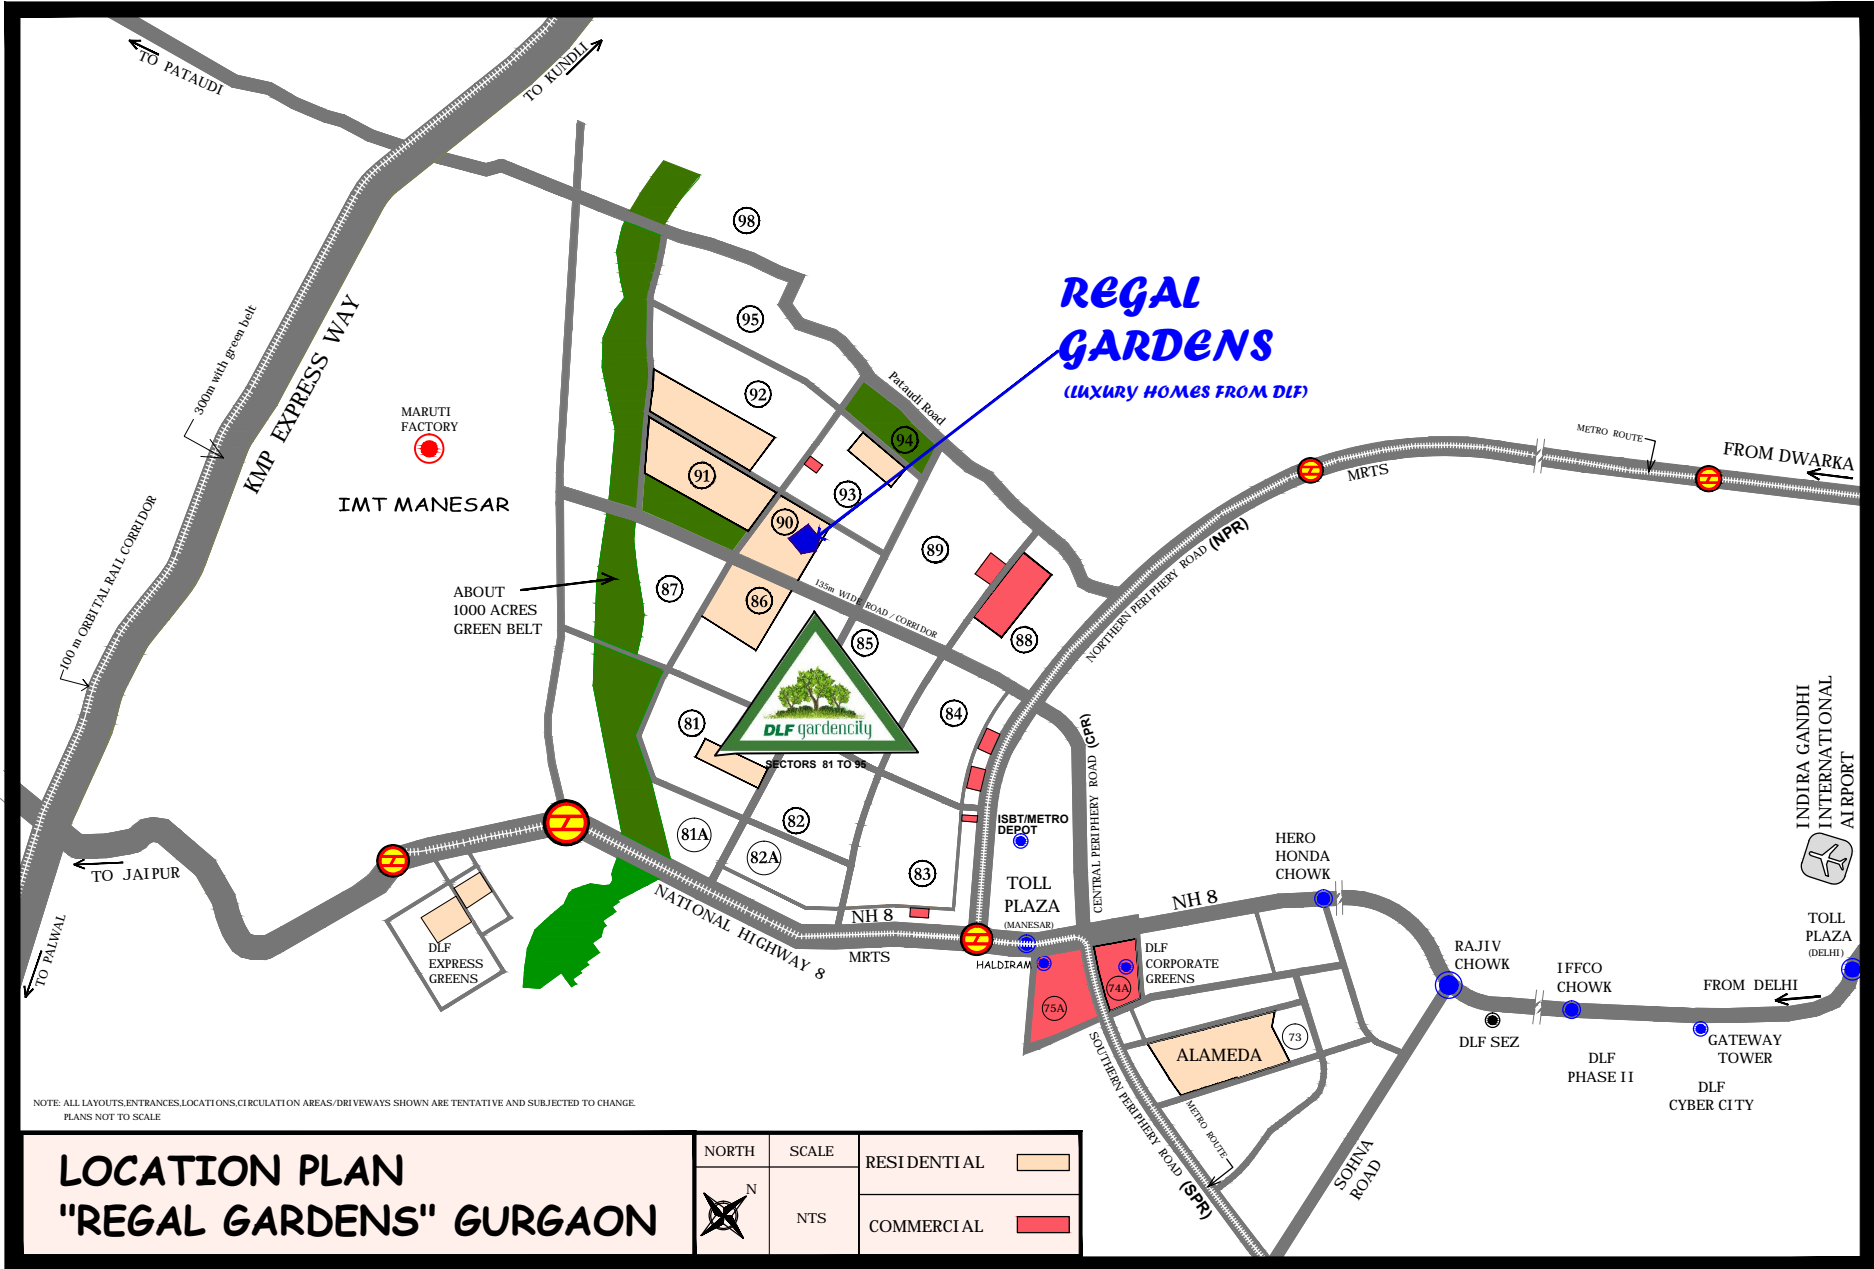 TO PATAUDI
TO KUNDLI
98
95
92
REGAL
GARDENS
(LUXURY HOMES FROM DLF)
300m with green belt
KMP EXPRESS WAY
MARUTI
FACTORY
Pataudi Road
94
METRO ROUTE
FROM DWARKA
MRTS
91
93
90
IMT MANESAR
89
NORTHERN PERIPHERY ROAD (NPR)
100 m ORBITAL RAIL CORRIDOR
ABOUT
1000 ACRES
GREEN BELT
87
86
135m WIDE ROAD / CORRIDOR
85
88
81
DLF gardencity
SECTORS 81 TO 95
84
CENTRAL PERIPHERY ROAD (CPR)
INDIRA GANDHI
INTERNATIONAL
AIRPORT
ISBT/METRO
DEPOT
81A
82
82A
83
HERO
HONDA
CHOWK
TO JAIPUR
TOLL
PLAZA
(MANESAR)
NH 8
NH 8
NATIONAL HIGHWAY 8
MRTS
HALDIRAM
DLF
CORPORATE
GREENS
74A
75A
TO PALWAL
DLF
EXPRESS
GREENS
RAJIV
CHOWK
IFFCO
CHOWK
FROM DELHI
TOLL
PLAZA
(DELHI)
DLF SEZ
GATEWAY
TOWER
DLF
PHASE II
DLF
CYBER CITY
ALAMEDA
73
SOUTHERN PERIPHERY ROAD (SPR)
METRO ROUTE
SOHNA
ROAD
NOTE: ALL LAYOUTS,ENTRANCES,LOCATIONS,CIRCULATION AREAS/DRIVEWAYS SHOWN ARE TENTATIVE AND SUBJECTED TO CHANGE.
PLANS NOT TO SCALE
LOCATION PLAN
"REGAL GARDENS" GURGAON
NORTH
N
SCALE
NTS
RESIDENTIAL
COMMERCIAL